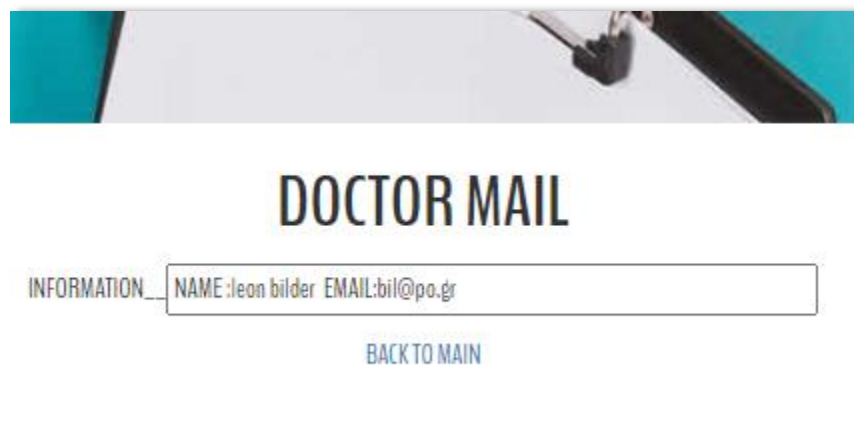 DOCTOR MAIL
INFORMATION__ NAME :leon bilder EMAIL:bil@po.gr
BACK TO MAIN